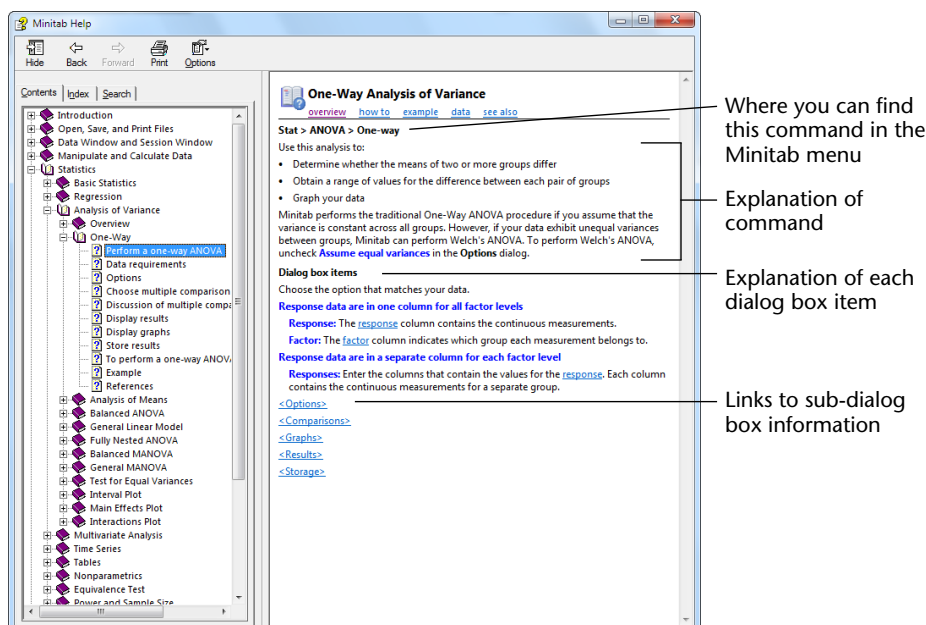 Minitab Help
Hide Back Forward Print Options
Contents Index Search
Introduction
Open, Save, and Print Files
Data Window and Session Window
Manipulate and Calculate Data
Statistics
Basic Statistics
Regression
Analysis of Variance
Overview
One-Way
Perform a one-way ANOVA
Data requirements
Options
Choose multiple comparison
Discussion of multiple compa
Display results
Display graphs
Store results
To perform a one-way ANOV
Example
References
Analysis of Means
Balanced ANOVA
General Linear Model
Fully Nested ANOVA
Balanced MANOVA
General MANOVA
Test for Equal Variances
Interval Plot
Main Effects Plot
Interactions Plot
Multivariate Analysis
Time Series
Tables
Nonparametrics
Equivalence Test
Power and Sample Size
One-Way Analysis of Variance
overview how to example data see also
Stat > ANOVA > One-way
Use this analysis to:
• Determine whether the means of two or more groups differ
• Obtain a range of values for the difference between each pair of groups
• Graph your data
Minitab performs the traditional One-Way ANOVA procedure if you assume that the
variance is constant across all groups. However, if your data exhibit unequal variances
between groups, Minitab can perform Welch's ANOVA. To perform Welch's ANOVA,
uncheck Assume equal variances in the Options dialog.
Dialog box items
Choose the option that matches your data.
Response data are in one column for all factor levels
Response: The response column contains the continuous measurements.
Factor: The factor column indicates which group each measurement belongs to.
Response data are in a separate column for each factor level
Responses: Enter the columns that contain the values for the response. Each column
contains the continuous measurements for a separate group.
<Options>
<Comparisons>
<Graphs>
<Results>
<Storage>
Where you can find
this command in the
Minitab menu
Explanation of
command
Explanation of each
dialog box item
Links to sub-dialog
box information